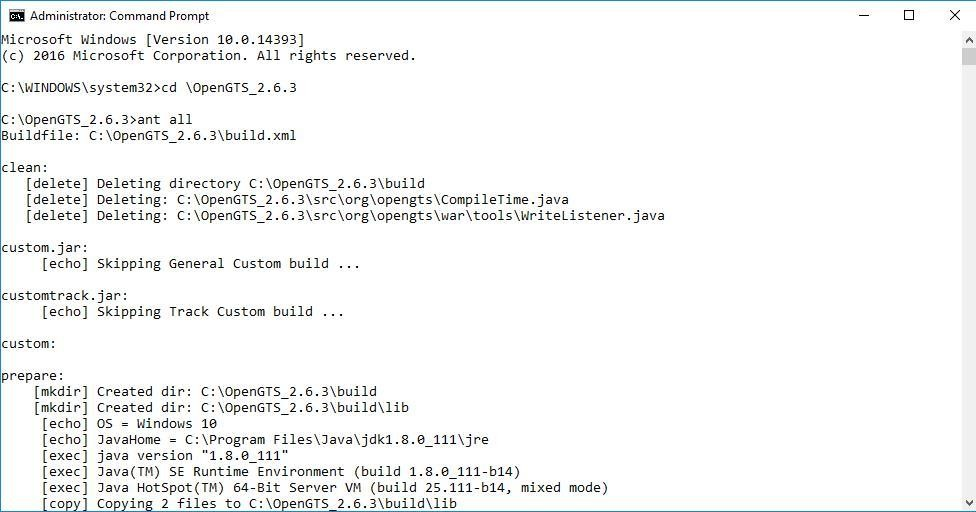 Administrator: Command Prompt
Microsoft Windows [Version 10.0.14393]
(c) 2016 Microsoft Corporation. All rights reserved.
C:\WINDOWS\system32>cd \OpenGTS_2.6.3
C:\OpenGTS_2.6.3>ant all
Buildfile: C:\OpenGTS_2.6.3\build.xml
clean:
[delete] Deleting directory C:\OpenGTS_2.6.3\build
[delete] Deleting: C:\OpenGTS_2.6.3\src\org\opengts\CompileTime.java
[delete] Deleting: C:\OpenGTS_2.6.3\src\org\opengts\war\tools\WriteListener.java
custom.jar:
[echo] Skipping General Custom build ...
customtrack.jar:
[echo] Skipping Track Custom build ...
custom:
prepare:
[mkdir] Created dir: C:\OpenGTS_2.6.3\build
[mkdir] Created dir: C:\OpenGTS_2.6.3\build\lib
[echo] OS = Windows 10
[echo] JavaHome = C:\Program Files\Java\jdk1.8.0_111\jre
[exec] java version "1.8.0_111"
[exec] Java(TM) SE Runtime Environment (build 1.8.0_111-b14)
[exec] Java HotSpot(TM) 64-Bit Server VM (build 25.111-b14, mixed mode)
[copy] Copying 2 files to C:\OpenGTS_2.6.3\build\lib